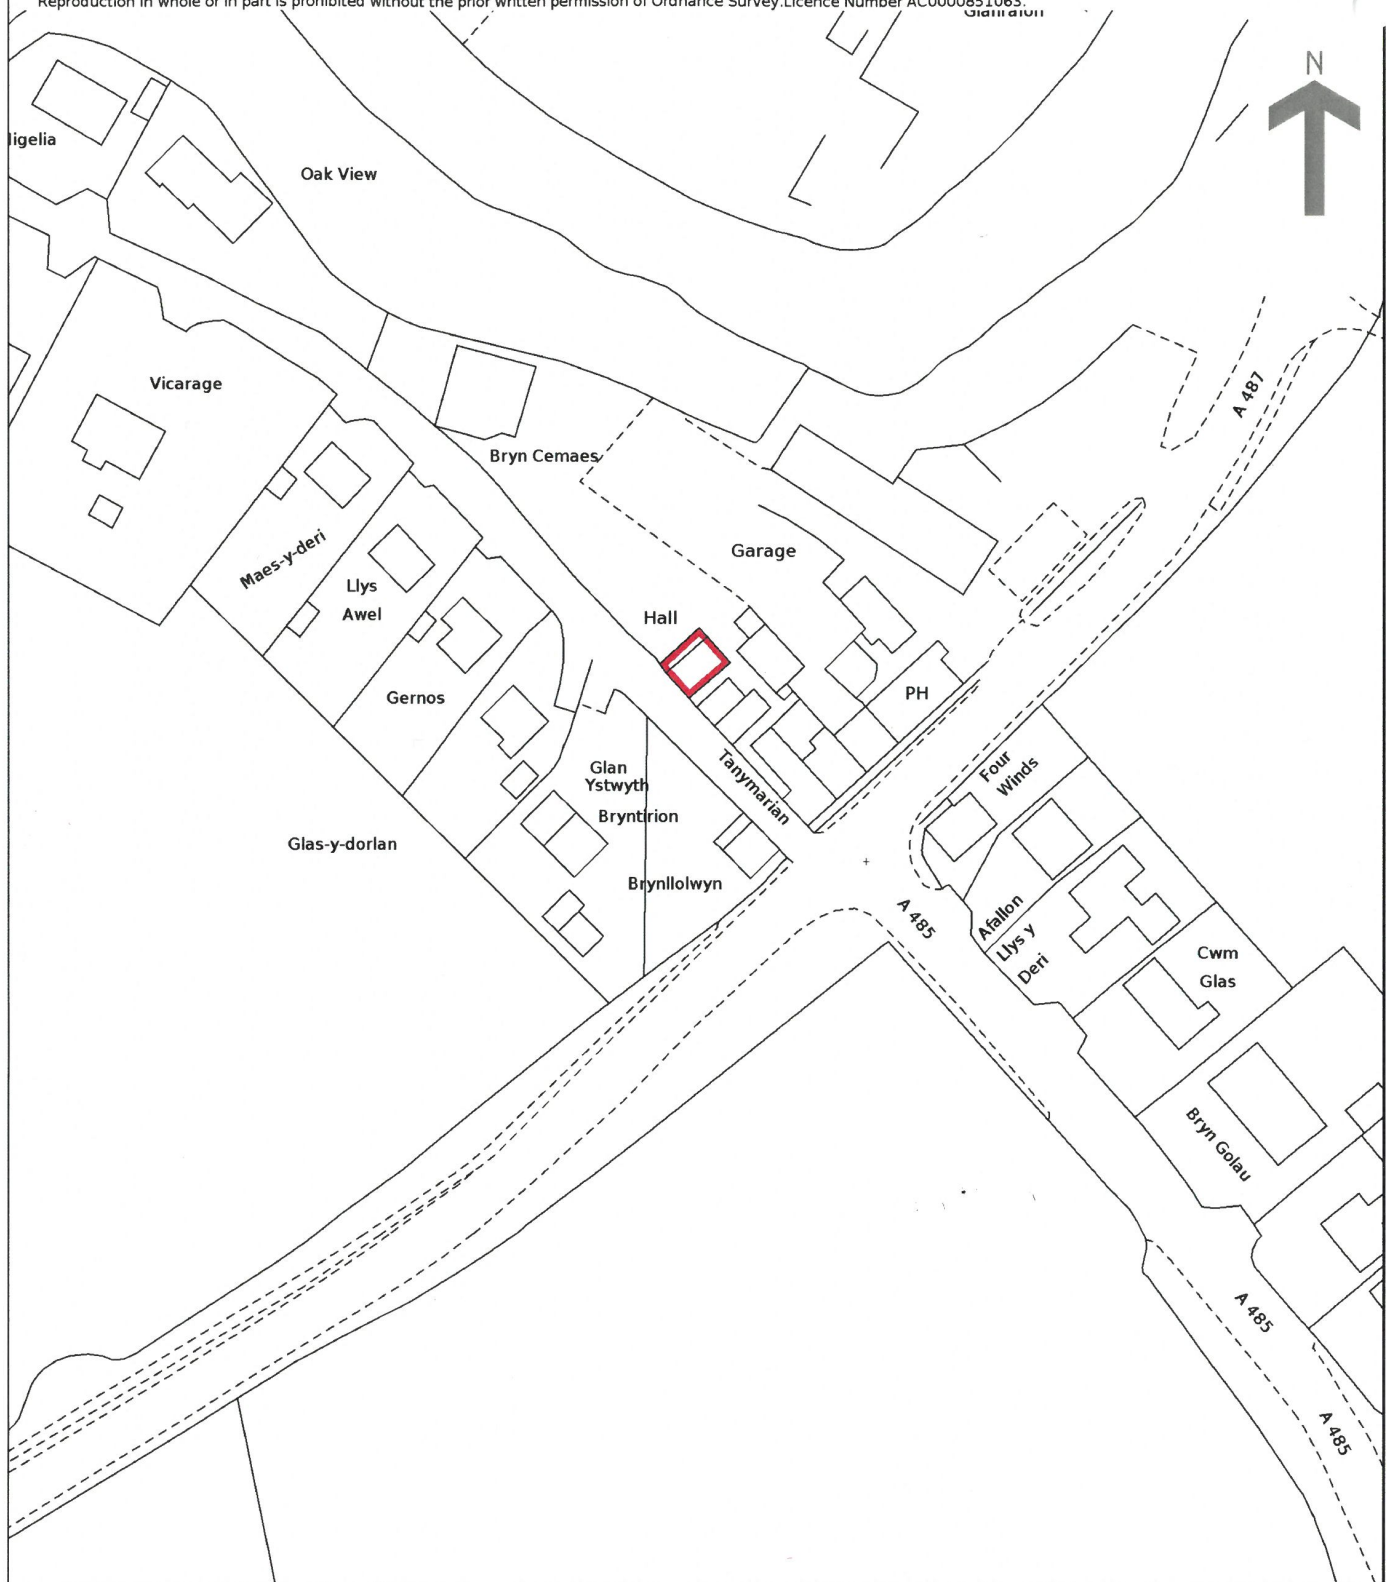 Reproduction in whole or in part is prohibited without the prior written permission of Ordnance Survey.Licence Number AC0000851063.
Glanrafon
N
ligelia
Oak View
Vicarage
A 487
Bryn Cemaes
Maes-y-deri
Garage
Llys
Awel
Hall
Gernos
PH
Glan
Ystwyth
Tanymarian
Four
Winds
Bryntirion
Glas-y-dorlan
Brynllolwyn
A 485
Afallon
Llys y
Deri
Cwm
Glas
Bryn Golau
A 485
A 485